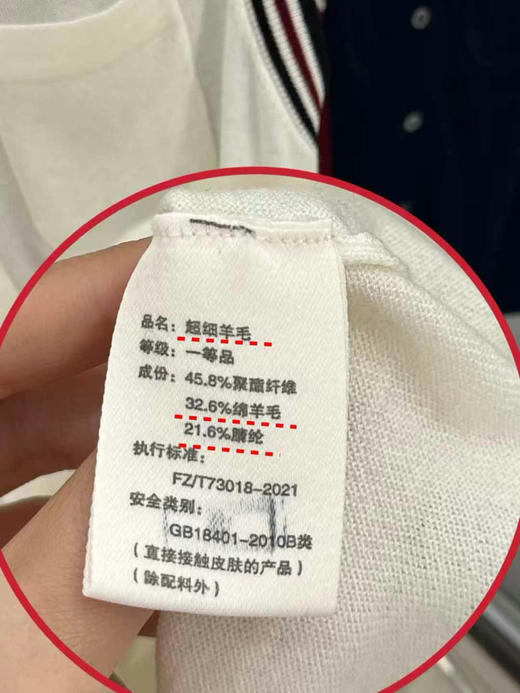 品名：超细羊毛
等级：一等品
成份：45.8%聚酯纤维
32.6%绵羊毛
21.6%腈纶
执行标准：
FZ/T73018-2021
安全类别：
GB18401-2010B类
（直接接触皮肤的产品）
（除配料外）